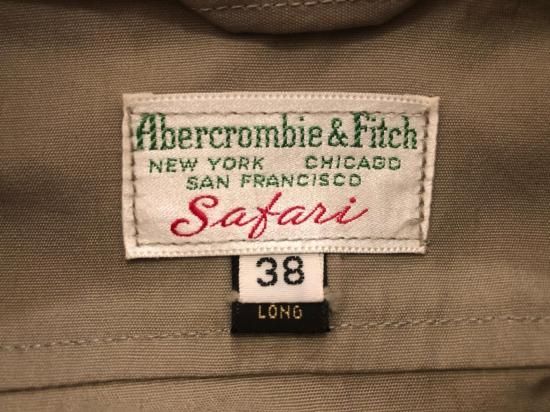 Abercrombie & Fitch
NEW YORK CHICAGO
SAN FRANCISCO
Safari
38
LONG